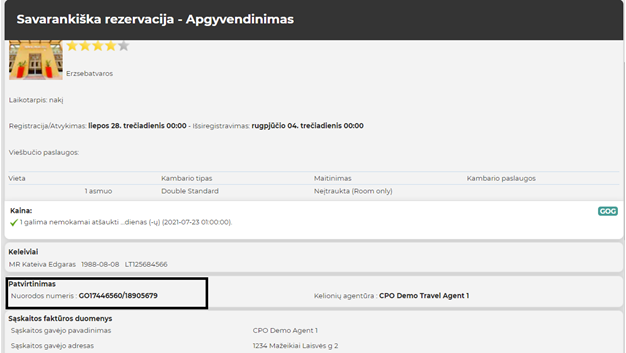 Savarankiška rezervacija - Apgyvendinimas
Erzsebatvaros
Laikotarpis: nakį
Registracija/Atvykimas: liepos 28. trečiadienis 00:00 - Išsiregistravimas: rugpjūčio 04. trečiadienis 00:00
Viešbučio paslaugos:
Vieta Kambario tipas Maitinimas Kambario paslaugos
1 asmuo Double Standard Neįtraukta (Room only)
Kaina: GOG
1 galima nemokamai atšaukti ...dienas (-ų) (2021-07-23 01:00:00).
Keleiviai
MR Kateiva Edgaras 1988-08-08 LT125684566
Patvirtinimas
Nuorodos numeris : GO17446560/18905679 Kelionių agentūra : CPO Demo Travel Agent 1
Sąskaitos faktūros duomenys
Sąskaitos gavėjo pavadinimas CPO Demo Agent 1
Sąskaitos gavėjo adresas 1234 Mažeikiai Laisvės g 2